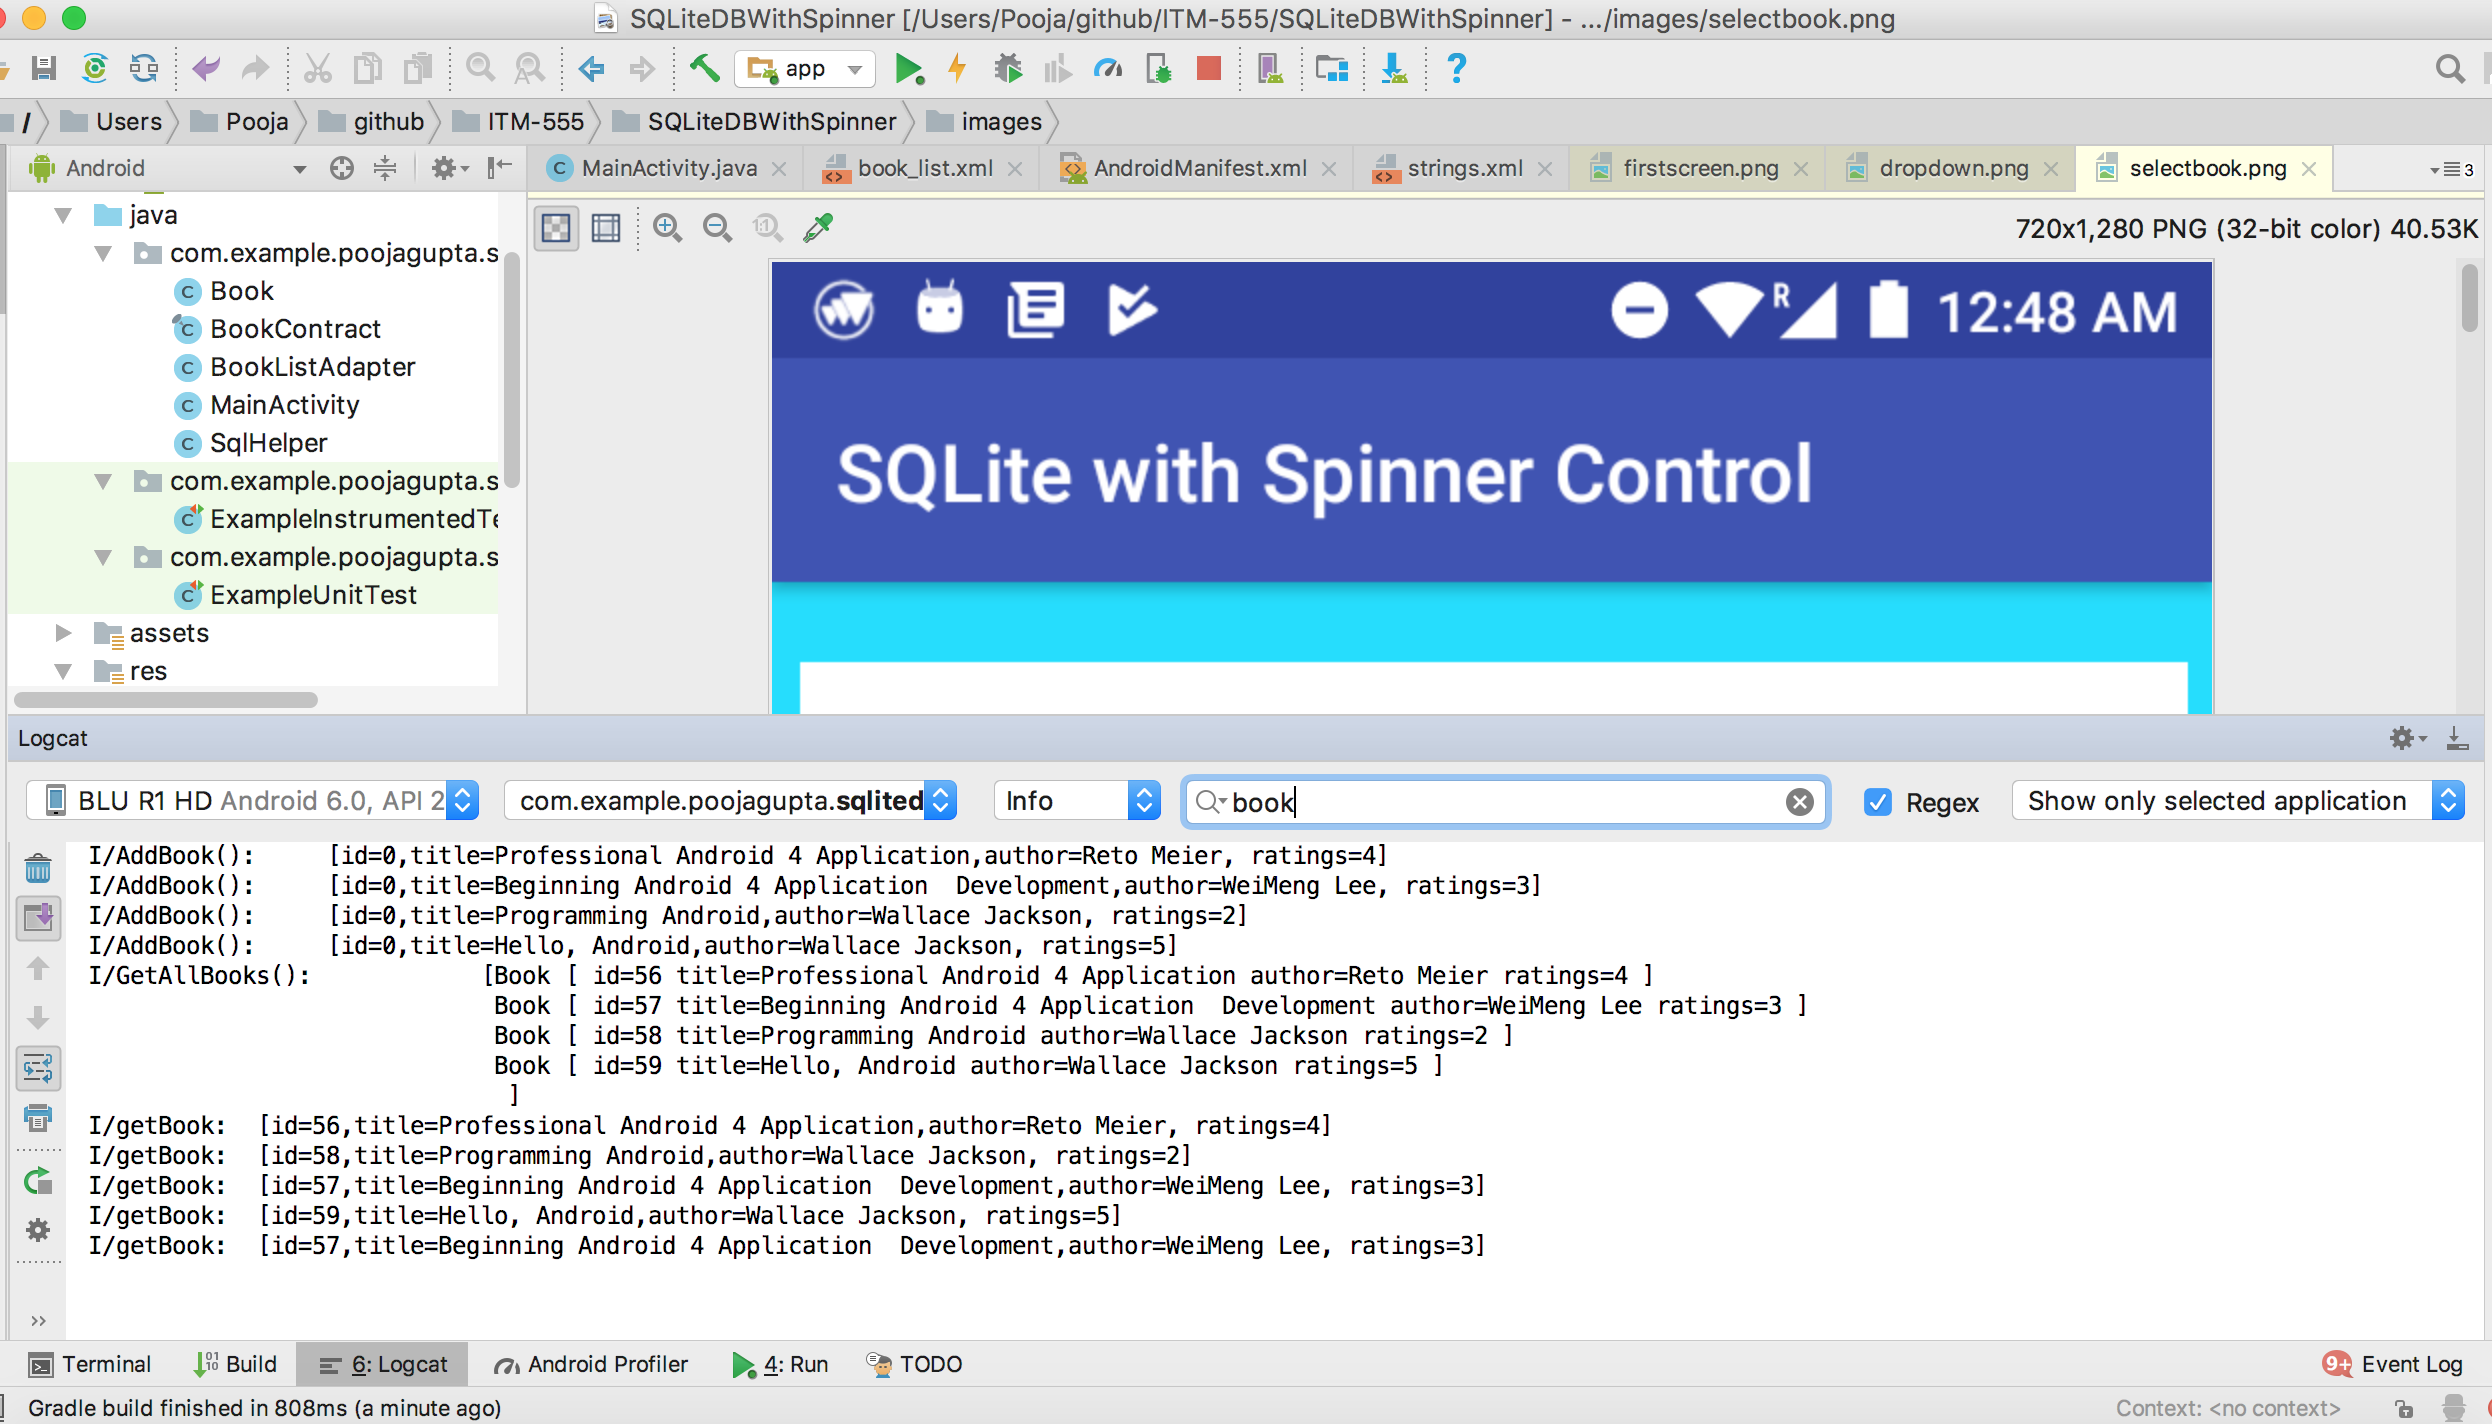 SQLiteDBWithSpinner [/Users/Pooja/github/ITM-555/SQLiteDBWithSpinner] - .../images/selectbook.png
app
/ Users Pooja github ITM-555 SQLiteDBWithSpinner images
Android
MainActivity.java book_list.xml AndroidManifest.xml strings.xml firstscreen.png dropdown.png selectbook.png 3
java
com.example.poojagupta.s
Book
BookContract
BookListAdapter
MainActivity
SqlHelper
com.example.poojagupta.s
ExampleInstrumentedTe
com.example.poojagupta.s
ExampleUnitTest
assets
res
1:1
720x1,280 PNG (32-bit color) 40.53K
R 12:48 AM
SQLite with Spinner Control
Logcat
BLU R1 HD Android 6.0, API 2 com.example.poojagupta.sqlited Info book Regex Show only selected application
I/AddBook(): [id=0,title=Professional Android 4 Application,author=Reto Meier, ratings=4]
I/AddBook(): [id=0,title=Beginning Android 4 Application  Development,author=WeiMeng Lee, ratings=3]
I/AddBook(): [id=0,title=Programming Android,author=Wallace Jackson, ratings=2]
I/AddBook(): [id=0,title=Hello, Android,author=Wallace Jackson, ratings=5]
I/GetAllBooks(): [Book [ id=56 title=Professional Android 4 Application author=Reto Meier ratings=4 ]
Book [ id=57 title=Beginning Android 4 Application  Development author=WeiMeng Lee ratings=3 ]
Book [ id=58 title=Programming Android author=Wallace Jackson ratings=2 ]
Book [ id=59 title=Hello, Android author=Wallace Jackson ratings=5 ]
]
I/getBook: [id=56,title=Professional Android 4 Application,author=Reto Meier, ratings=4]
I/getBook: [id=58,title=Programming Android,author=Wallace Jackson, ratings=2]
I/getBook: [id=57,title=Beginning Android 4 Application  Development,author=WeiMeng Lee, ratings=3]
I/getBook: [id=59,title=Hello, Android,author=Wallace Jackson, ratings=5]
I/getBook: [id=57,title=Beginning Android 4 Application  Development,author=WeiMeng Lee, ratings=3]
Terminal Build 6: Logcat Android Profiler 4: Run TODO 9+ Event Log
Gradle build finished in 808ms (a minute ago) Context: <no context>